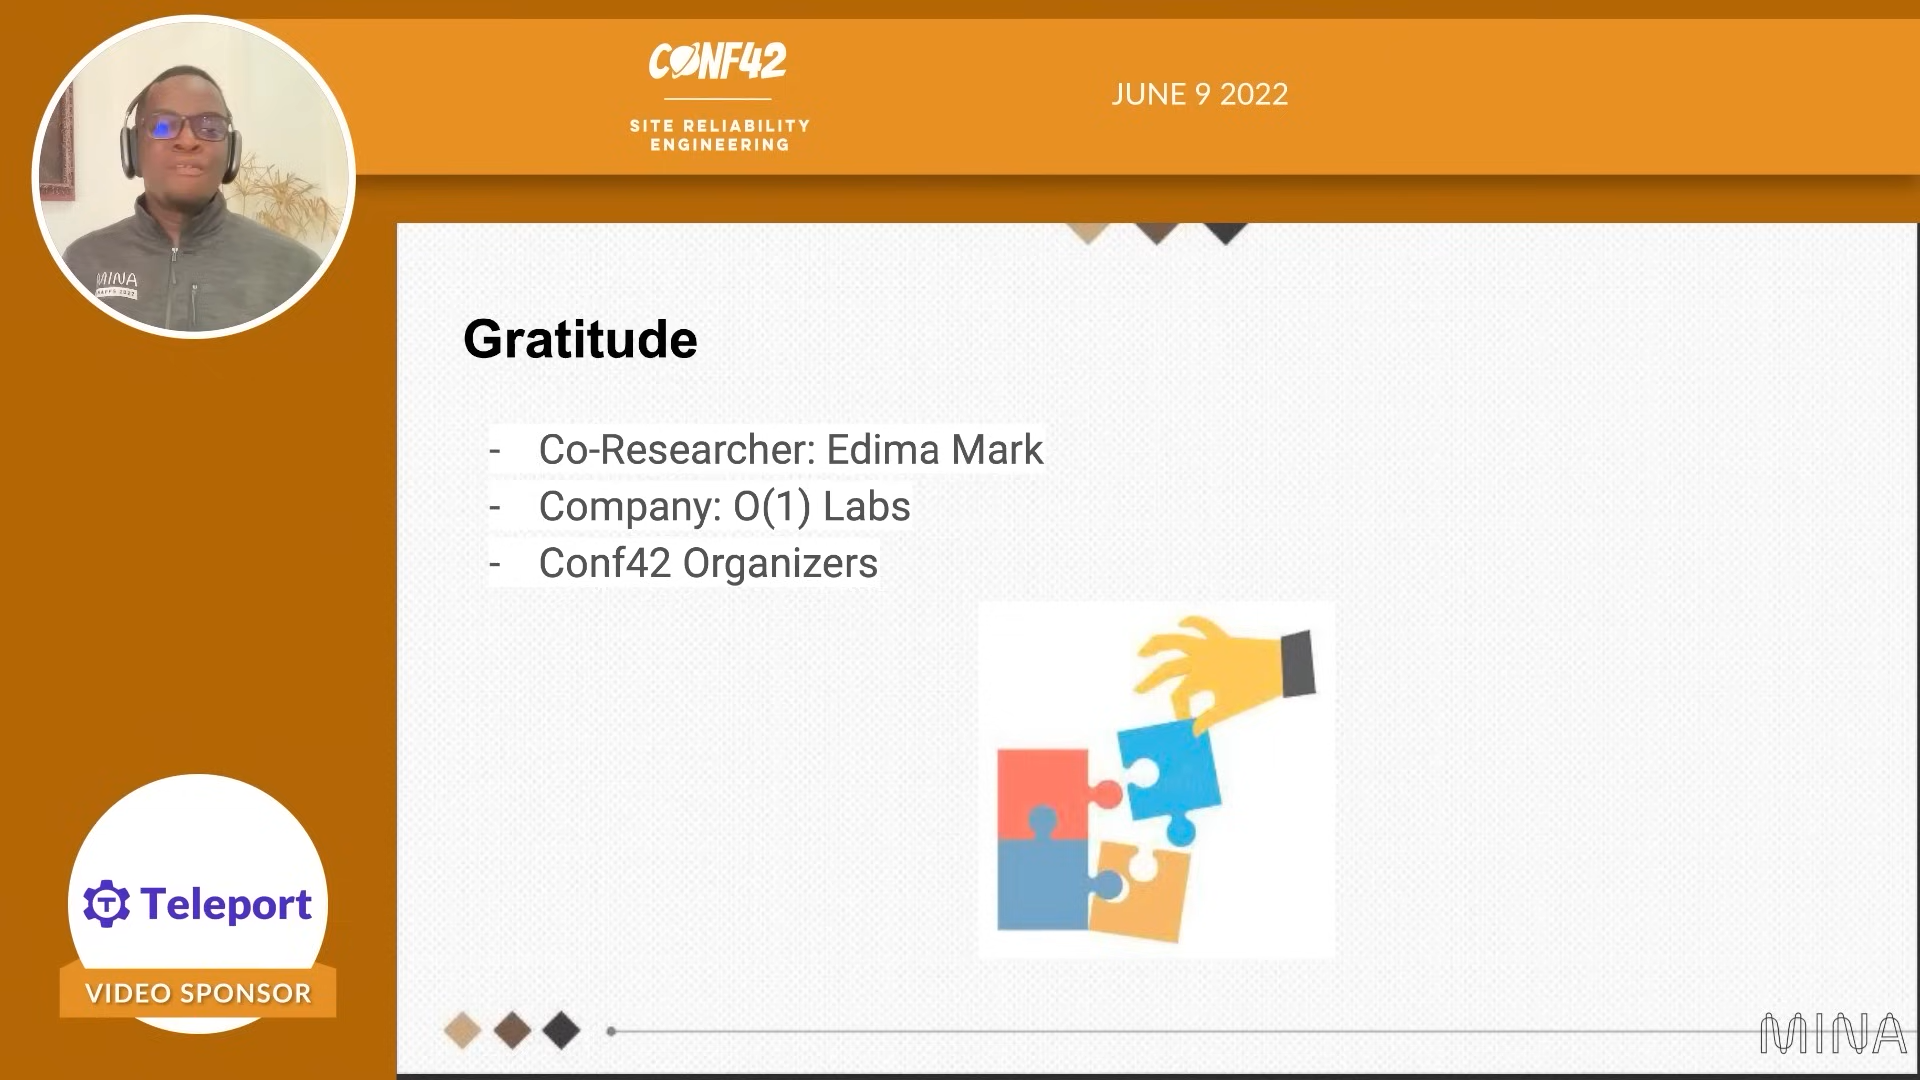 CONF42
SITE RELIABILITY
ENGINEERING
JUNE 9 2022
MINA
Gratitude
- Co-Researcher: Edima Mark
- Company: O(1) Labs
- Conf42 Organizers
T Teleport
VIDEO SPONSOR
MINA